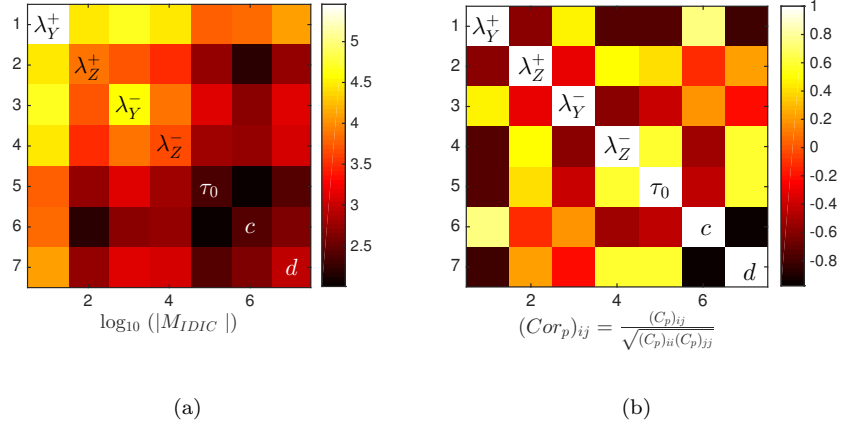 1
2
3
4
5
6
7
λ_Y^+
λ_Z^+
λ_Y^-
λ_Z^-
τ_0
c
d
2 4 6
5
4.5
4
3.5
3
2.5
log_10 (|M_IDIC |)
(a)
1
2
3
4
5
6
7
λ_Y^+
λ_Z^+
λ_Y^-
λ_Z^-
τ_0
c
d
2 4 6
1
0.8
0.6
0.4
0.2
0
-0.2
-0.4
-0.6
-0.8
(Cor_p)_ij = (C_p)_ij / √((C_p)_ii(C_p)_jj)
(b)